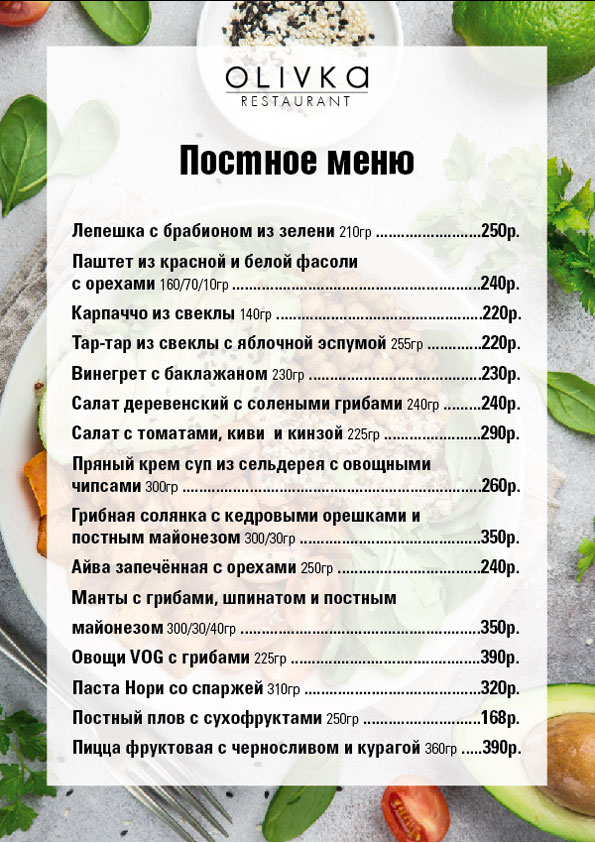 OLIVKA
RESTAURANT
Постное меню
Лепешка с брабионом из зелени 210гр ..........................250р.
Паштет из красной и белой фасоли
с орехами 160/70/10гр ..............................................................240р.
Карпаччо из свеклы 140гр ...................................................220р.
Тар-тар из свеклы с яблочной эспумой 255гр .............220р.
Винегрет с баклажаном 230гр ...........................................230р.
Салат деревенский с солеными грибами 240гр .........240р.
Салат с томатами, киви и кинзой 225гр ........................290р.
Пряный крем суп из сельдерея с овощными
чипсами 300гр ..........................................................................260р.
Грибная солянка с кедровыми орешками и
постным майонезом 300/30гр ...........................................350р.
Айва запечённая с орехами 250гр ...................................240р.
Манты с грибами, шпинатом и постным
майонезом 300/30/40гр ............................................................350р.
Овощи VOG с грибами 225гр ...............................................390р.
Паста Нори со спаржей 310гр ............................................320р.
Постный плов с сухофруктами 250гр .............................168р.
Пицца фруктовая с черносливом и курагой 360гр .....390р.